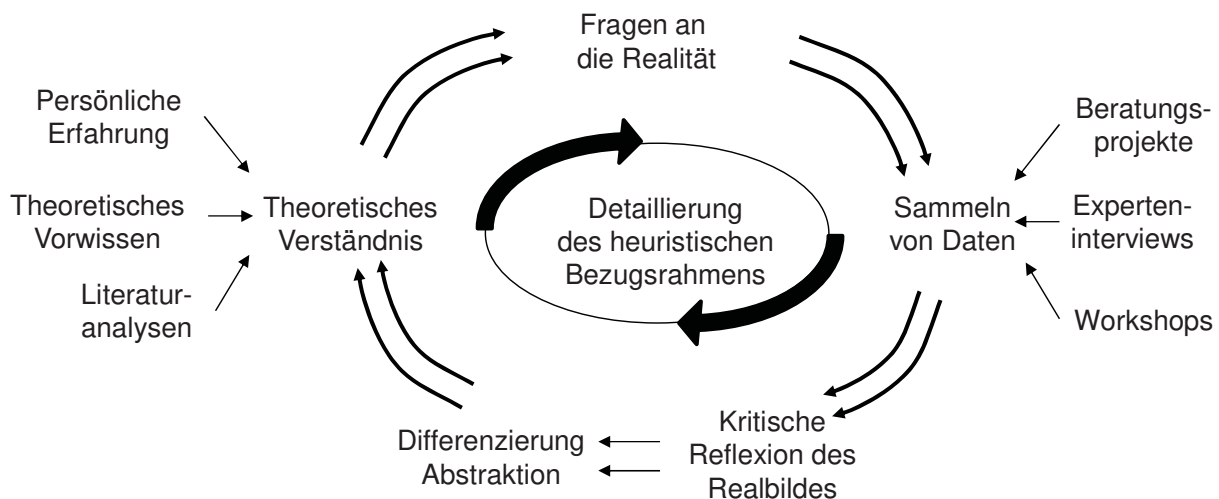 Fragen an
die Realität
Persönliche
Erfahrung
Theoretisches
Vorwissen
Literatur-
analysen
Theoretisches
Verständnis
Detaillierung
des heuristischen
Bezugsrahmens
Sammeln
von Daten
Beratungs-
projekte
Experten-
interviews
Workshops
Kritische
Reflexion des
Realbildes
Differenzierung
Abstraktion